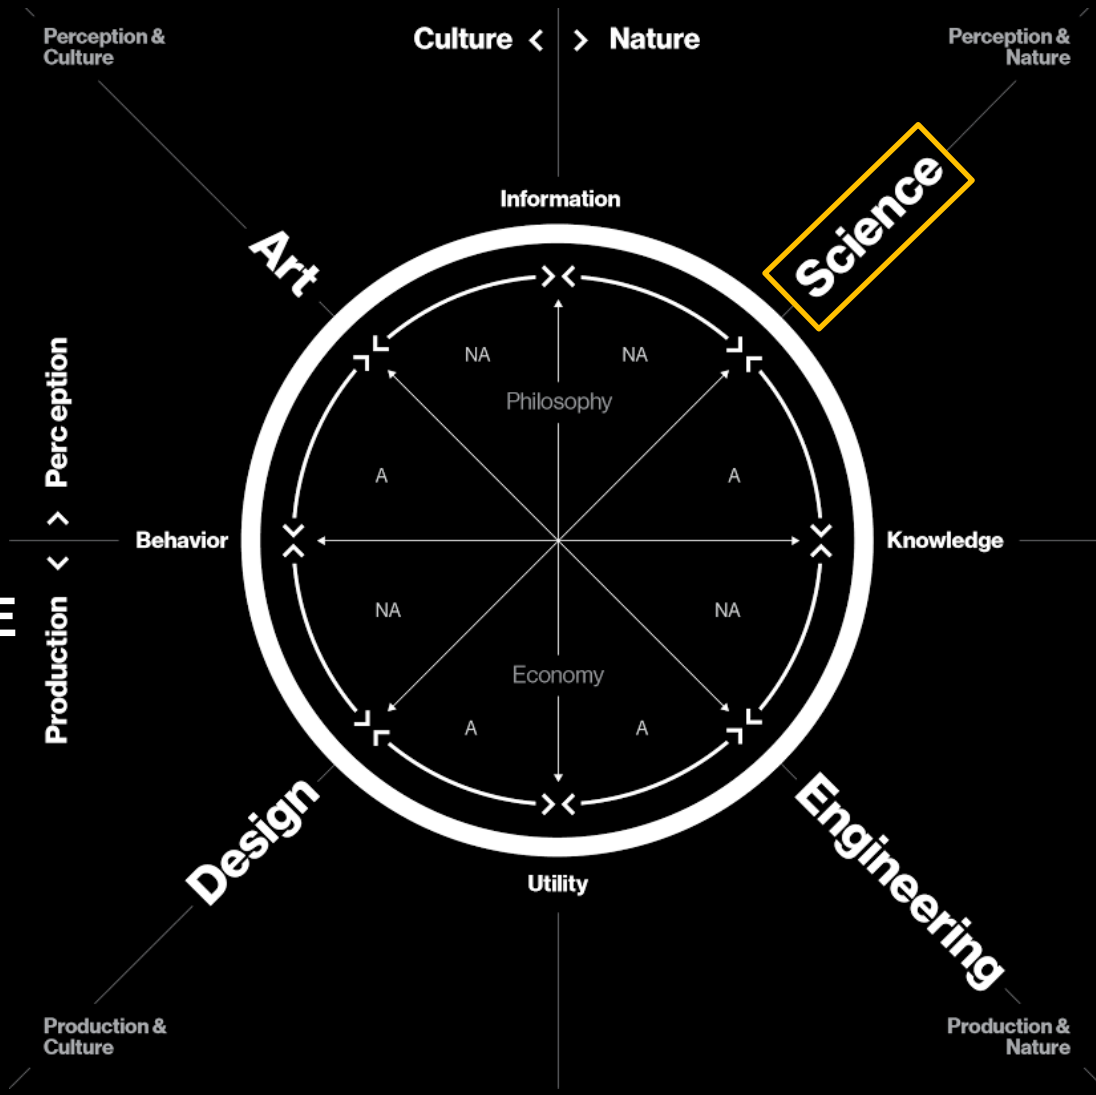 Perception &
Culture
Culture < > Nature
Perception &
Nature
Science
Information
Art
NA
NA
Philosophy
Perception
A
A
Behavior
Knowledge
NA
NA
Production
Economy
A
A
Design
Engineering
Utility
Production &
Culture
Production &
Nature